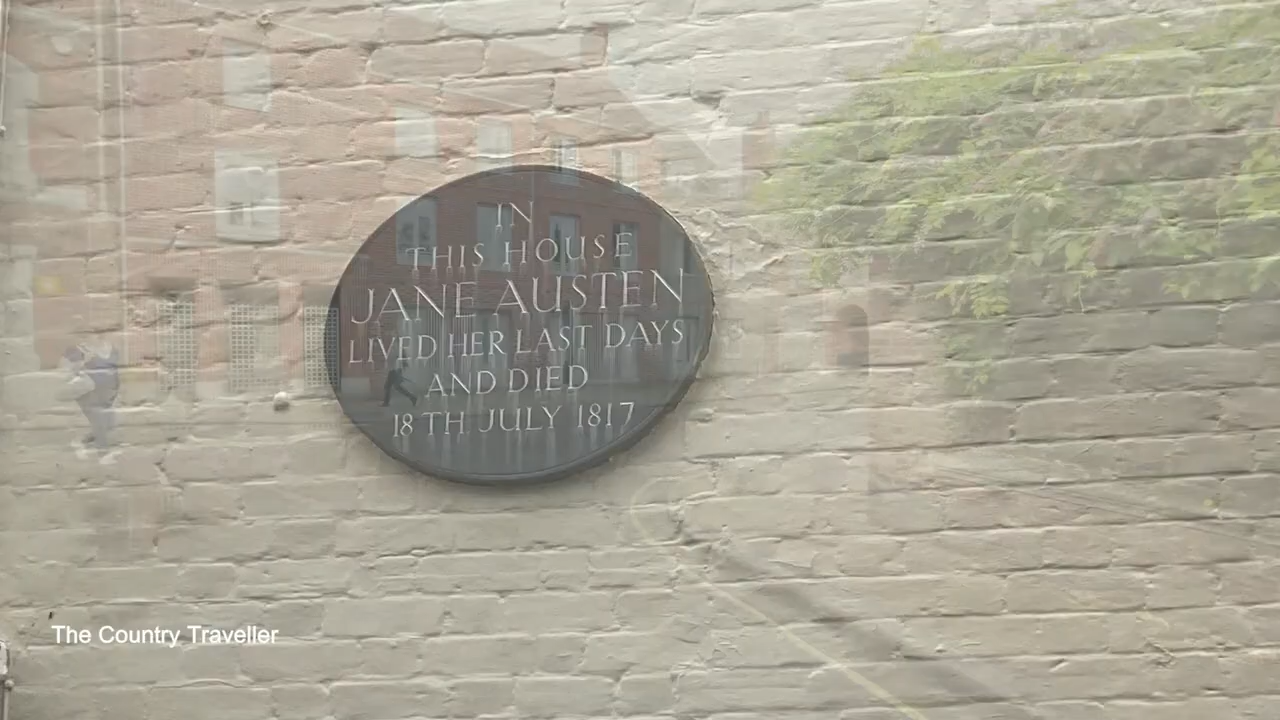 IN
THIS HOUSE
JANE AUSTEN
LIVED HER LAST DAYS
AND DIED
18TH JULY 1817
The Country Traveller